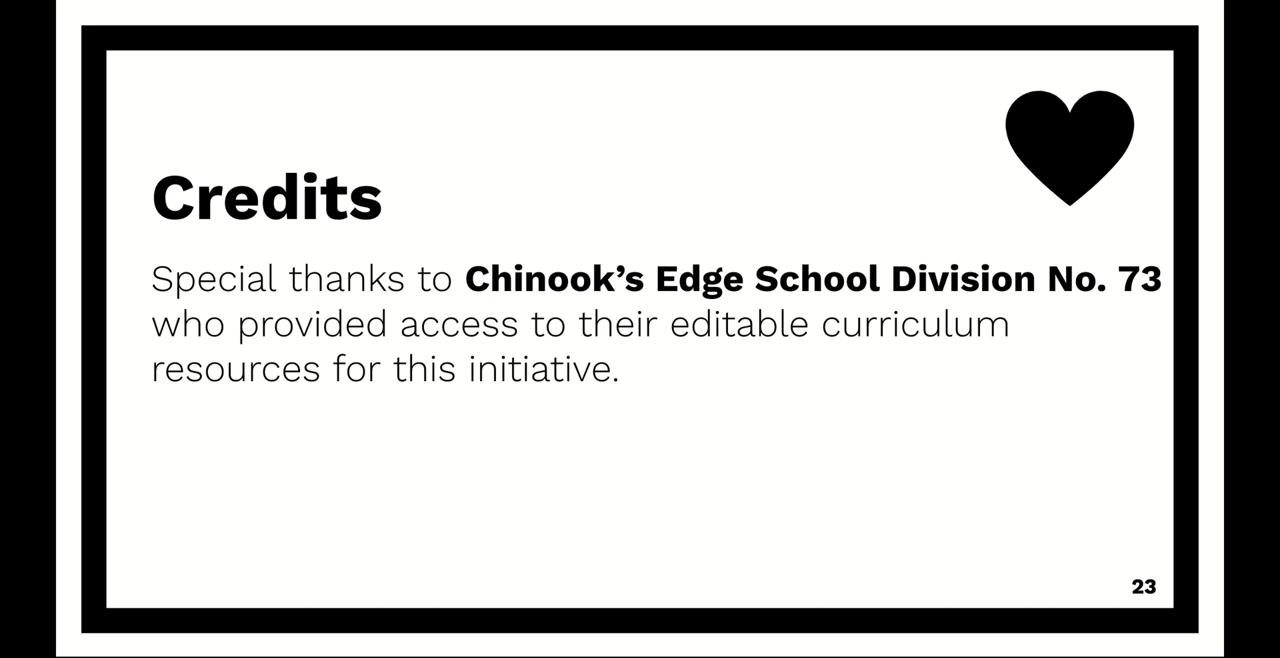 Credits
Special thanks to Chinook’s Edge School Division No. 73
who provided access to their editable curriculum
resources for this initiative.
23